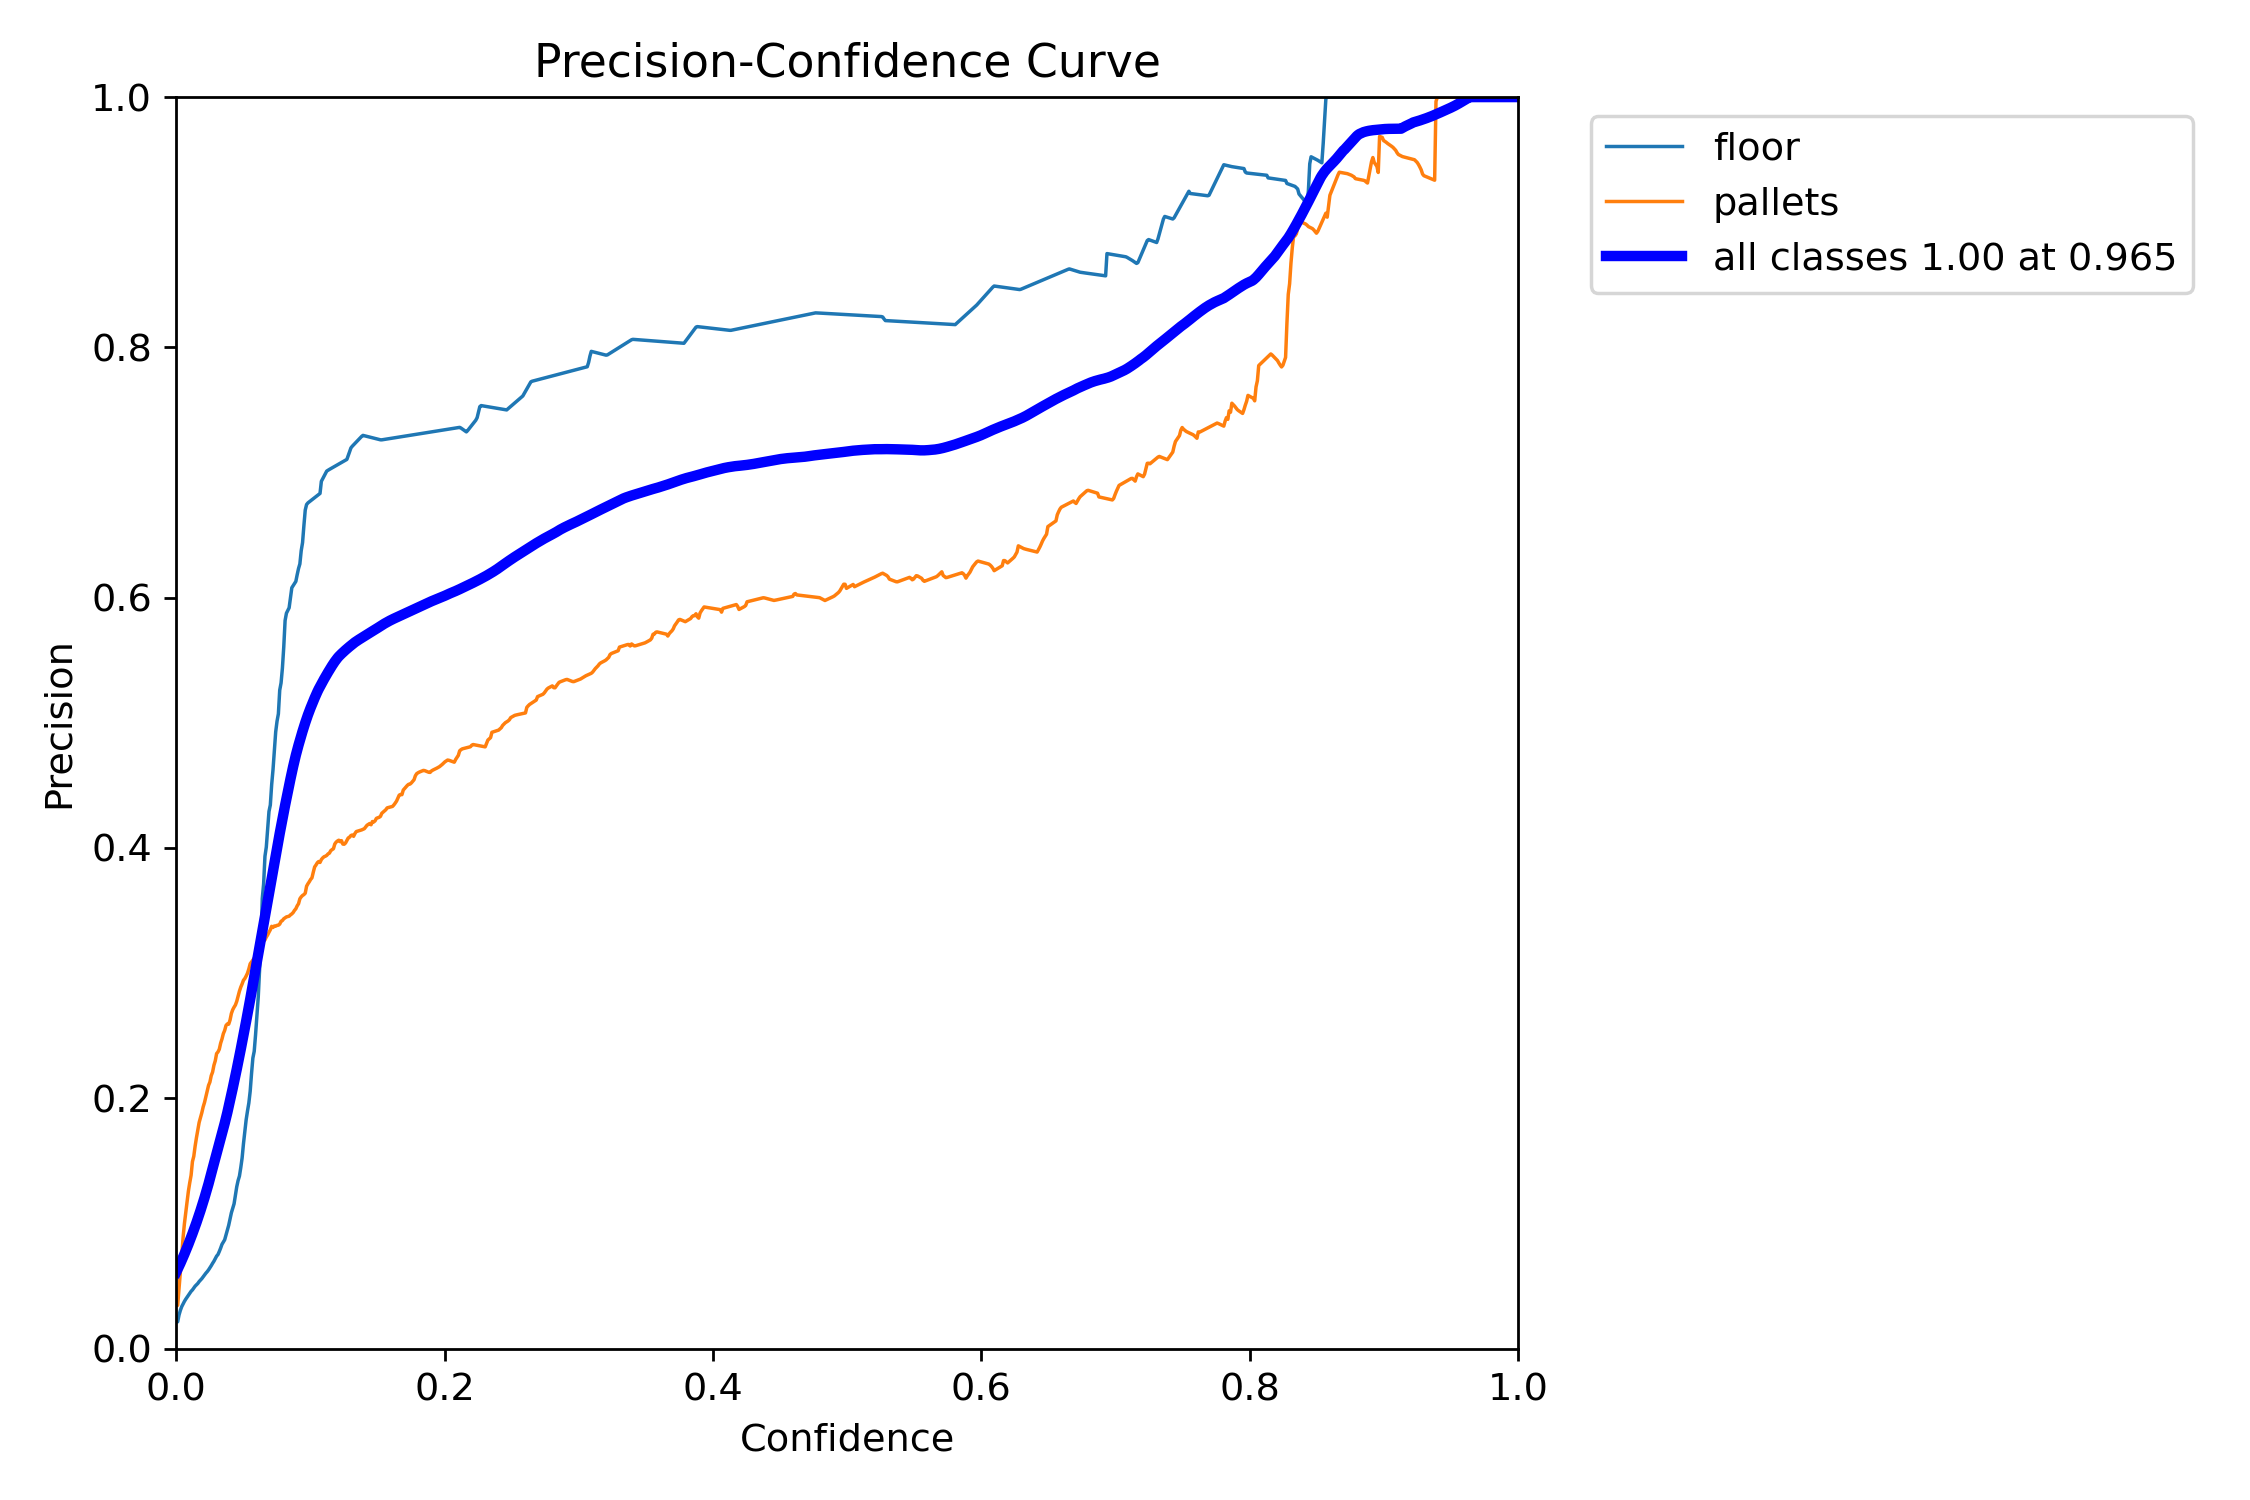 Precision-Confidence Curve
1.0
0.8
0.6
0.4
0.2
0.0
Precision
0.0 0.2 0.4 0.6 0.8 1.0
Confidence
floor
pallets
all classes 1.00 at 0.965